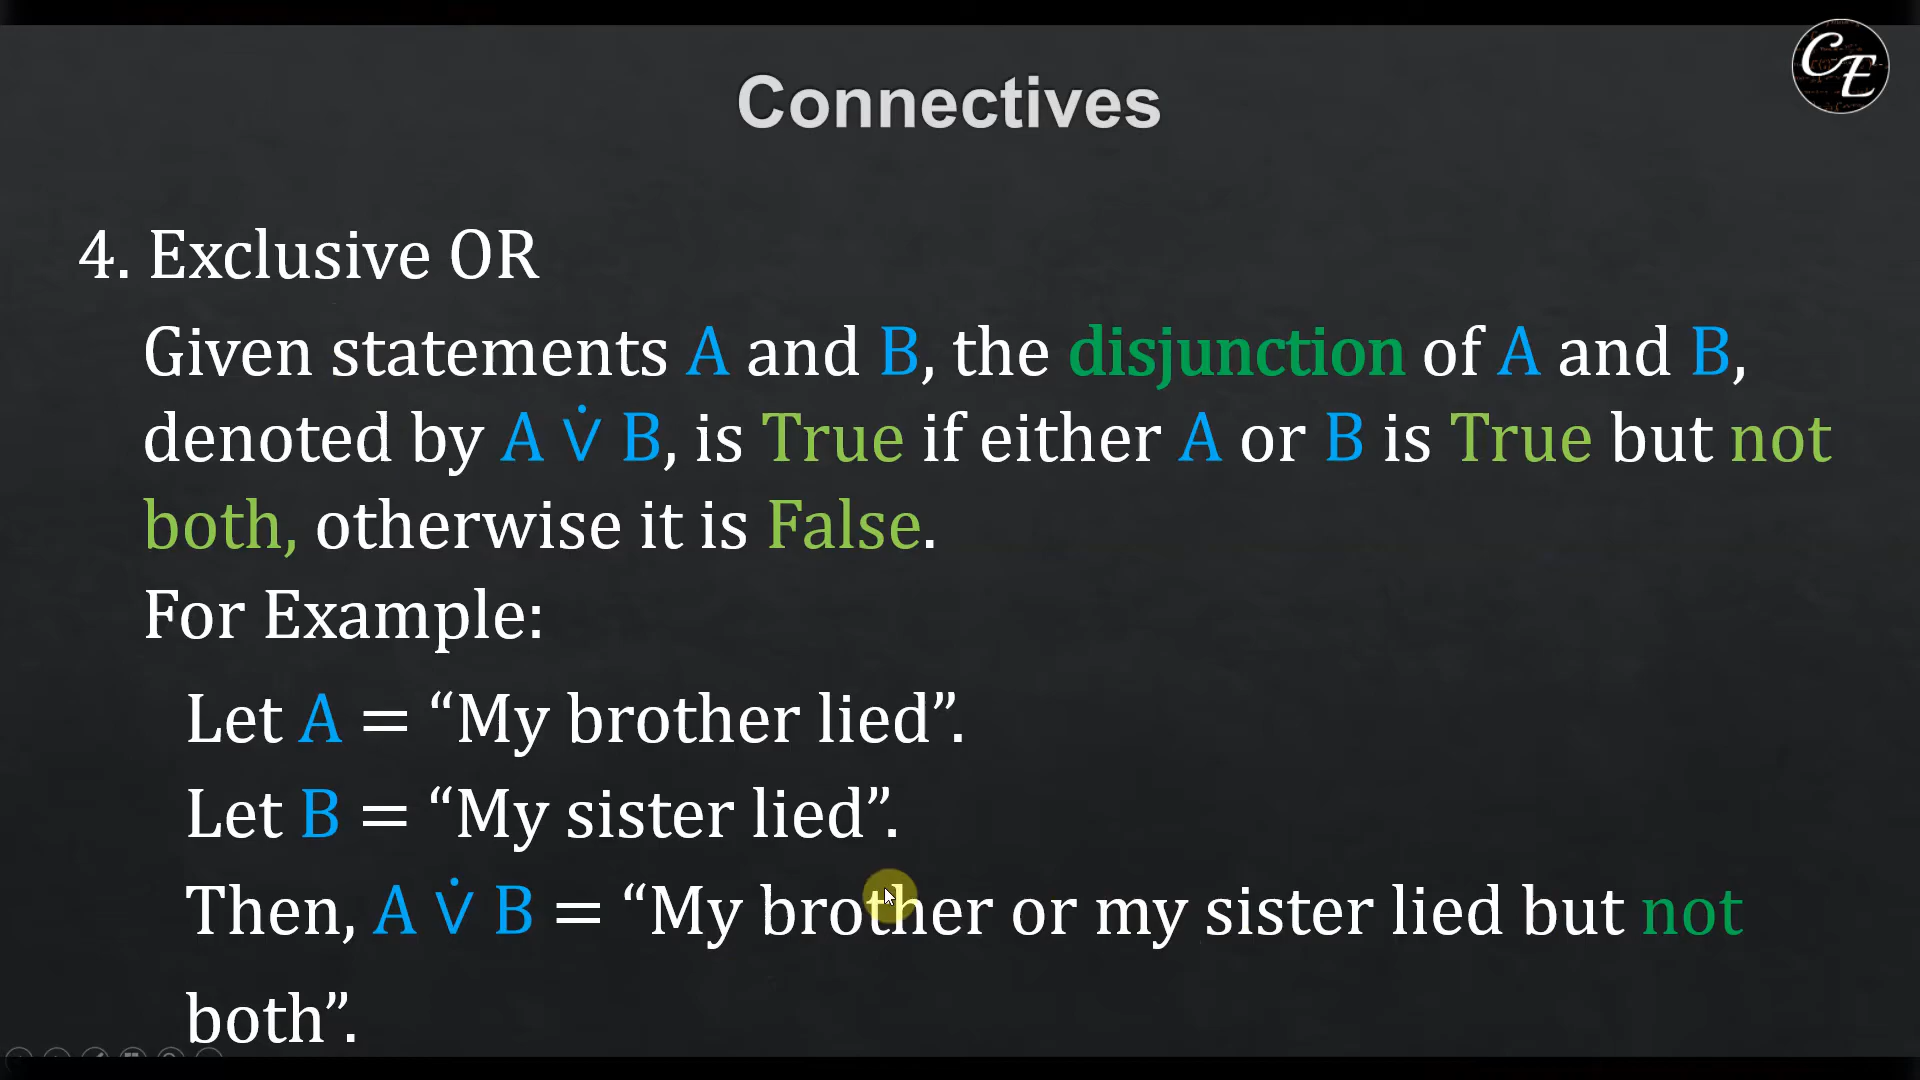 CE
Connectives
4. Exclusive OR
Given statements A and B, the disjunction of A and B,
denoted by A ⩒ B, is True if either A or B is True but not
both, otherwise it is False.
For Example:
Let A = “My brother lied”.
Let B = “My sister lied”.
Then, A ⩒ B = “My brother or my sister lied but not
both”.